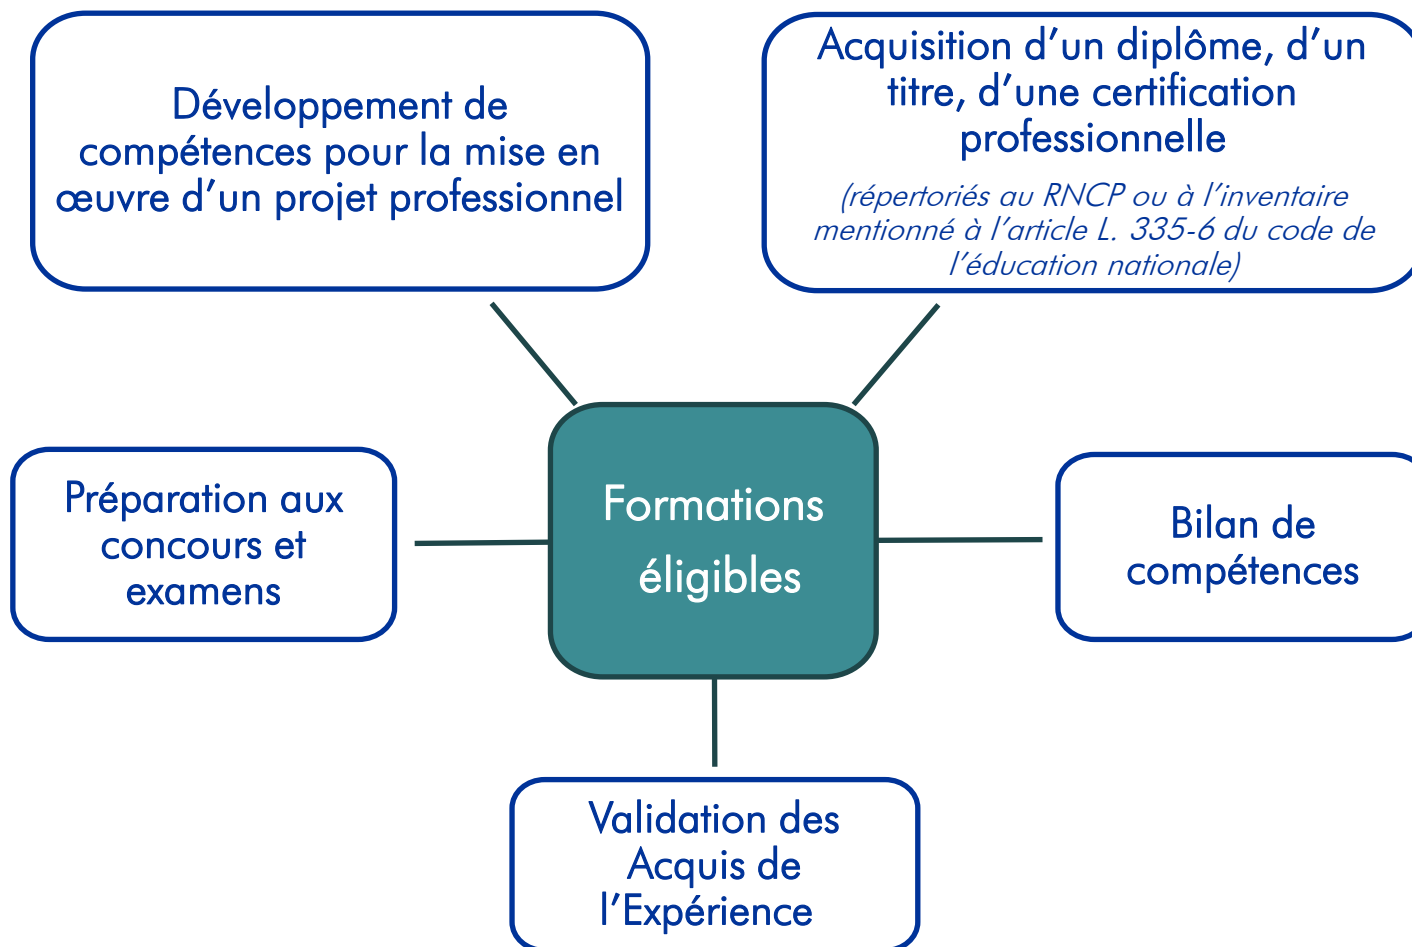 Développement de
compétences pour la mise en
œuvre d’un projet professionnel
Acquisition d’un diplôme, d’un
titre, d’une certification
professionnelle
(répertoriés au RNCP ou à l’inventaire
mentionné à l’article L. 335-6 du code de
l’éducation nationale)
Préparation aux
concours et
examens
Formations
éligibles
Bilan de
compétences
Validation des
Acquis de
l’Expérience